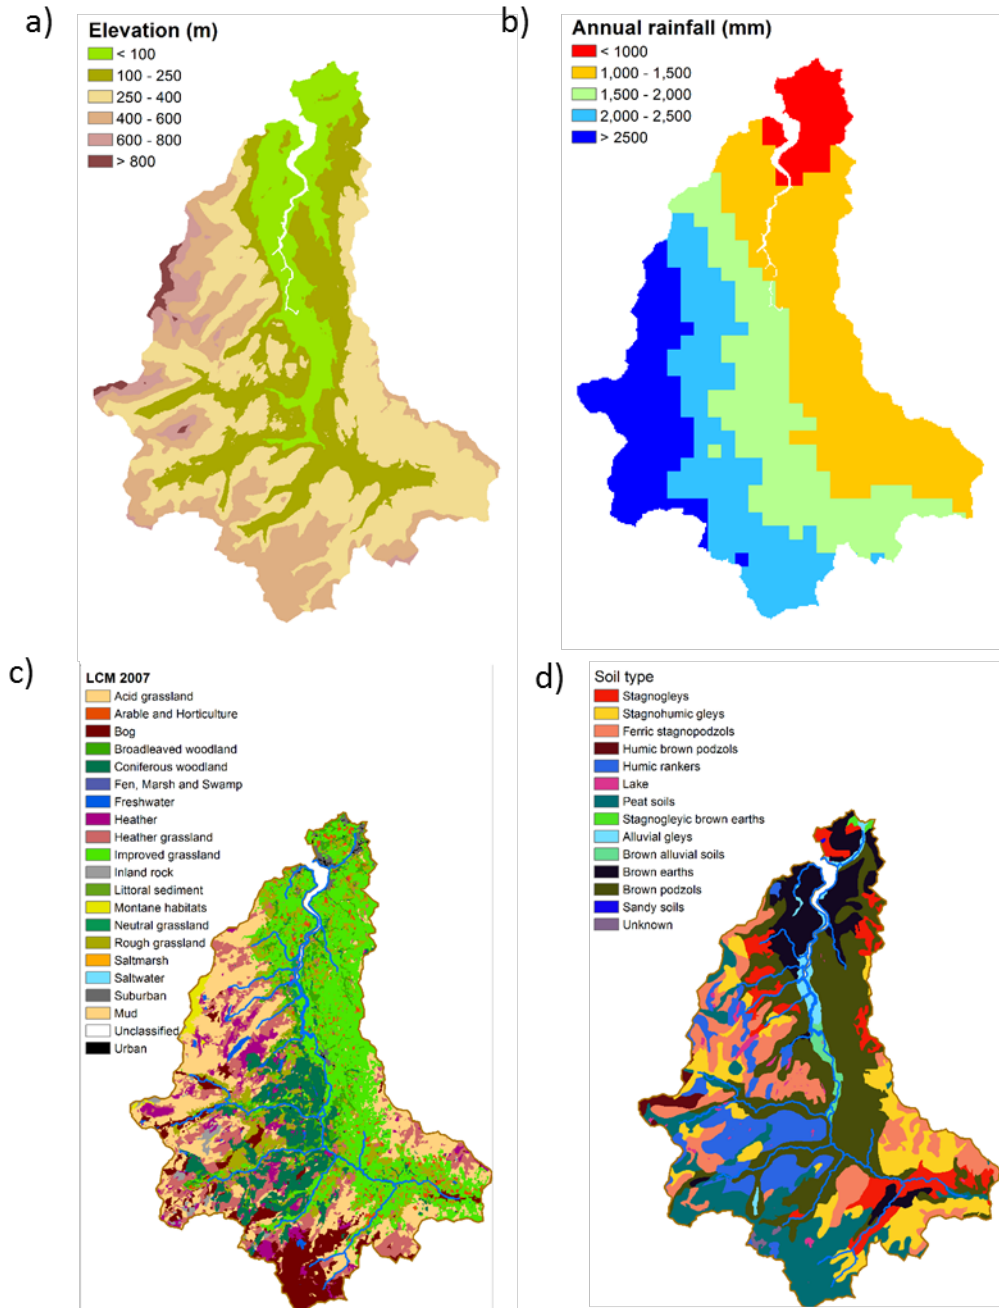 a)
Elevation (m)
< 100
100 - 250
250 - 400
400 - 600
600 - 800
> 800
b)
Annual rainfall (mm)
< 1000
1,000 - 1,500
1,500 - 2,000
2,000 - 2,500
> 2500
c)
LCM 2007
Acid grassland
Arable and Horticulture
Bog
Broadleaved woodland
Coniferous woodland
Fen, Marsh and Swamp
Freshwater
Heather
Heather grassland
Improved grassland
Inland rock
Littoral sediment
Montane habitats
Neutral grassland
Rough grassland
Saltmarsh
Saltwater
Suburban
Mud
Unclassified
Urban
d)
Soil type
Stagnogleys
Stagnohumic gleys
Ferric stagnopodzols
Humic brown podzols
Humic rankers
Lake
Peat soils
Stagnogleyic brown earths
Alluvial gleys
Brown alluvial soils
Brown earths
Brown podzols
Sandy soils
Unknown